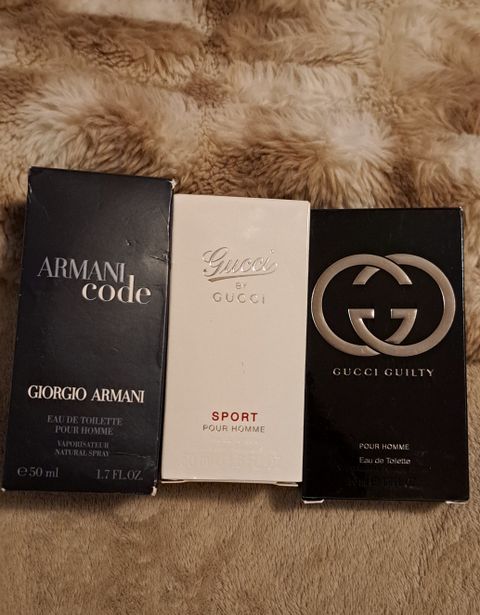 ARMANI
code
GIORGIO ARMANI
EAU DE TOILETTE
POUR HOMME
VAPORISATEUR
NATURAL SPRAY
℮50 ml 1.7 FL.OZ.
Gucci
BY
GUCCI
SPORT
POUR HOMME
GUCCI GUILTY
POUR HOMME
Eau de Toilette